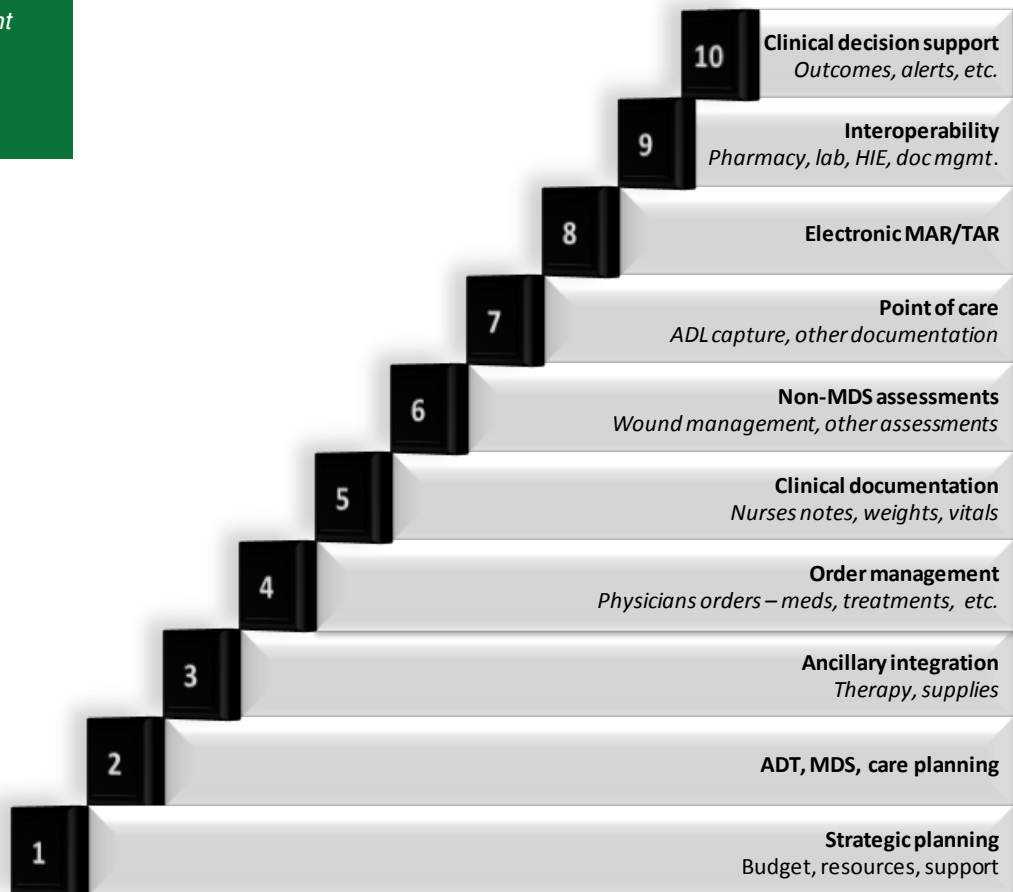 10
Clinical decision support
Outcomes, alerts, etc.
9
Interoperability
Pharmacy, lab, HIE, doc mgmt.
8
Electronic MAR/TAR
7
Point of care
ADL capture, other documentation
6
Non-MDS assessments
Wound management, other assessments
5
Clinical documentation
Nurses notes, weights, vitals
4
Order management
Physicians orders – meds, treatments, etc.
3
Ancillary integration
Therapy, supplies
2
ADT, MDS, care planning
1
Strategic planning
Budget, resources, support